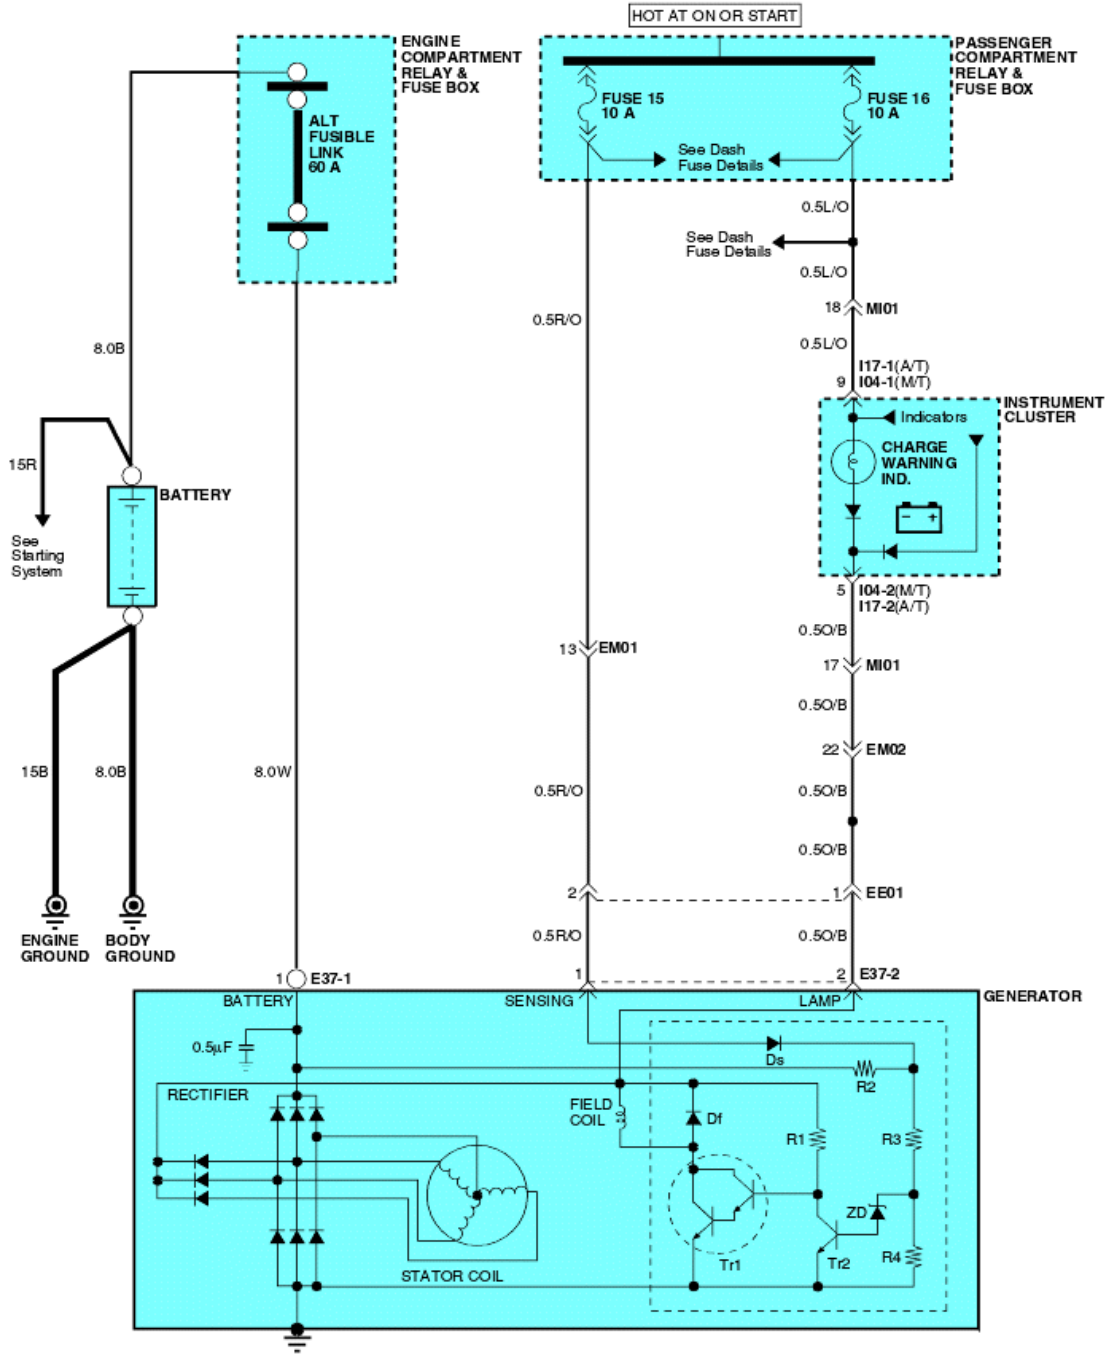 HOT AT ON OR START
ENGINE
COMPARTMENT
RELAY &
FUSE BOX
ALT
FUSIBLE
LINK
60 A
PASSENGER
COMPARTMENT
RELAY &
FUSE BOX
FUSE 15
10 A
FUSE 16
10 A
See Dash
Fuse Details
0.5L/O
See Dash
Fuse Details
0.5L/O
18 MI01
0.5R/O
0.5L/O
8.0B
I17-1(A/T)
9 I04-1(M/T)
INSTRUMENT
CLUSTER
Indicators
CHARGE
WARNING
IND.
- +
15R
BATTERY
See
Starting
System
5 I04-2(M/T)
I17-2(A/T)
0.5O/B
13 EM01
17 MI01
0.5O/B
22 EM02
15B
8.0B
8.0W
0.5R/O
0.5O/B
0.5O/B
2
1 EE01
ENGINE
GROUND
BODY
GROUND
0.5R/O
0.5O/B
1 E37-1
1
2 E37-2
BATTERY
SENSING
LAMP
GENERATOR
0.5µF
Ds
R2
RECTIFIER
FIELD
COIL
Df
R1
R3
ZD
R4
Tr1
Tr2
STATOR COIL